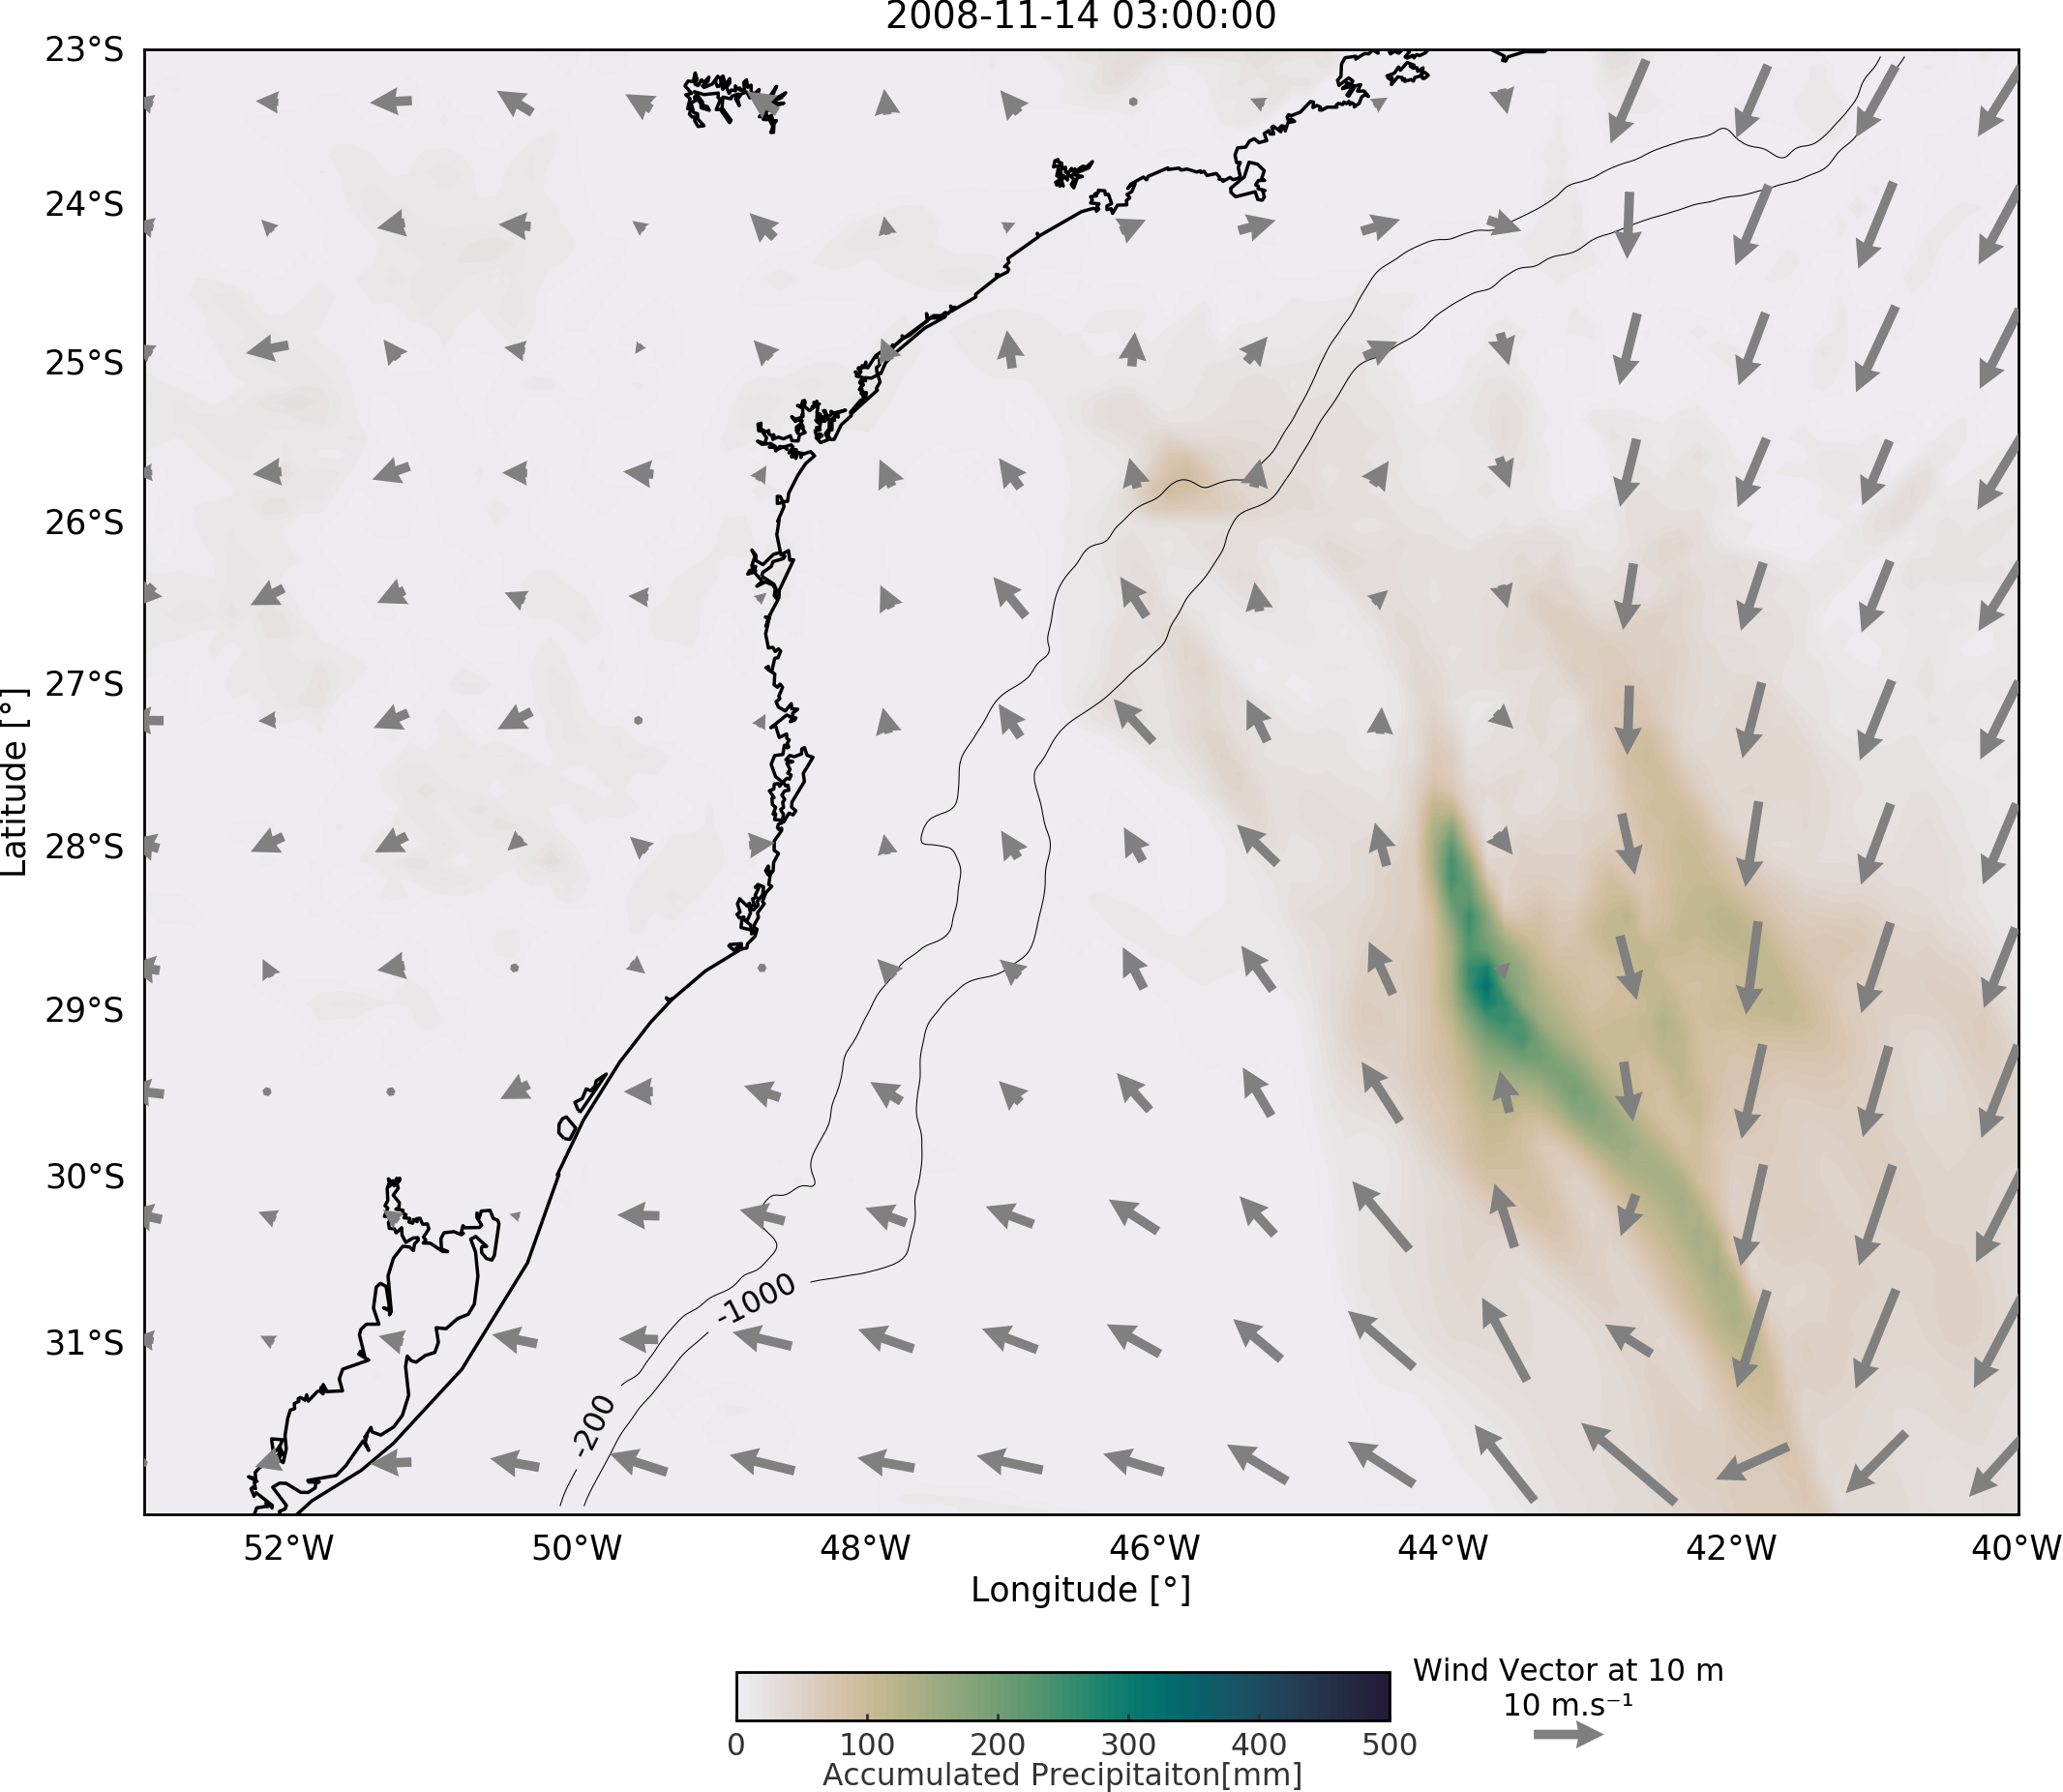 2008-11-14 03:00:00
23°S
24°S
25°S
26°S
27°S
28°S
29°S
30°S
31°S
Latitude [°]
-1000
-200
52°W 50°W 48°W 46°W 44°W 42°W 40°W
Longitude [°]
Wind Vector at 10 m
10 m.s⁻¹
0 100 200 300 400 500
Accumulated Precipitaiton[mm]